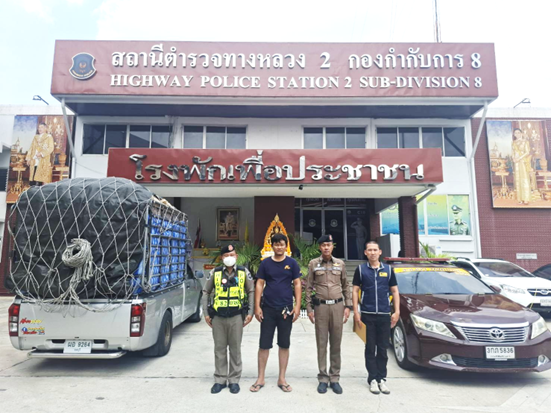 สถานีตำรวจทางหลวง 2 กองกำกับการ 8
HIGHWAY POLICE STATION 2 SUB-DIVISION 8
โรงพักเพื่อประชาชน